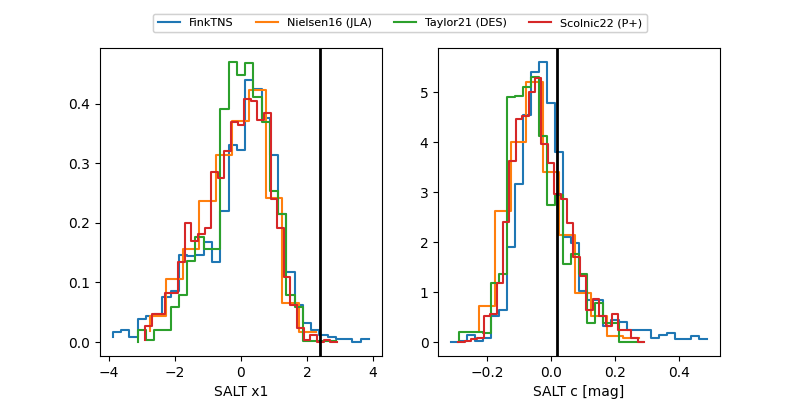 FinkTNS Nielsen16 (JLA) Taylor21 (DES) Scolnic22 (P+)
0.4
0.3
0.2
0.1
0.0
−4 −2 0 2 4
SALT x1
5
4
3
2
1
0
−0.2 0.0 0.2 0.4
SALT c [mag]